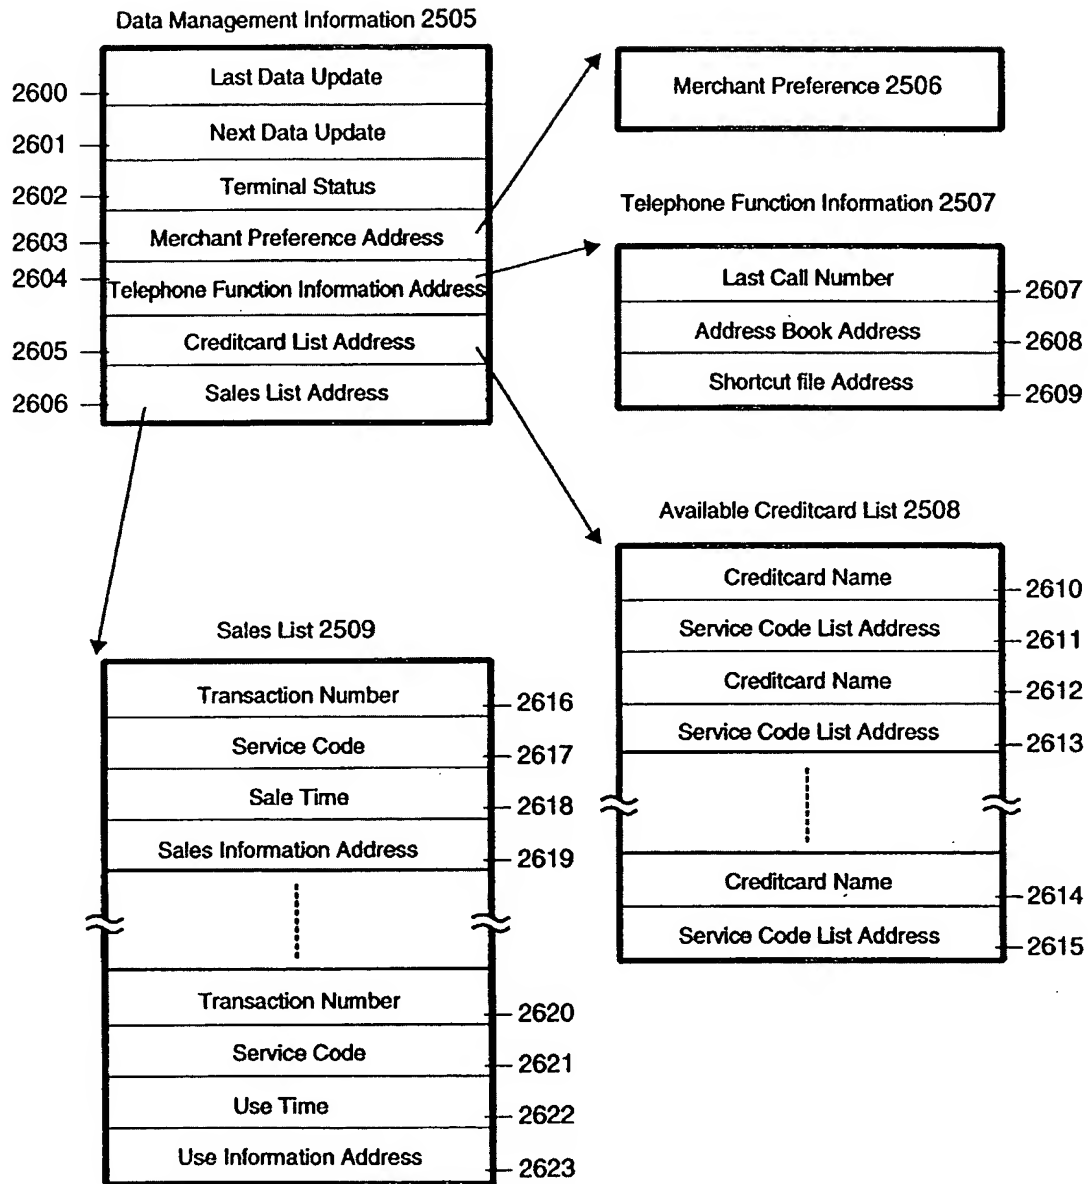 Data Management Information 2505
2600
Last Data Update
2601
Next Data Update
2602
Terminal Status
2603
Merchant Preference Address
2604
Telephone Function Information Address
2605
Creditcard List Address
2606
Sales List Address
Merchant Preference 2506
Telephone Function Information 2507
Last Call Number
2607
Address Book Address
2608
Shortcut file Address
2609
Available Creditcard List 2508
Creditcard Name
2610
Service Code List Address
2611
Creditcard Name
2612
Service Code List Address
2613
Creditcard Name
2614
Service Code List Address
2615
Sales List 2509
Transaction Number
2616
Service Code
2617
Sale Time
2618
Sales Information Address
2619
Transaction Number
2620
Service Code
2621
Use Time
2622
Use Information Address
2623